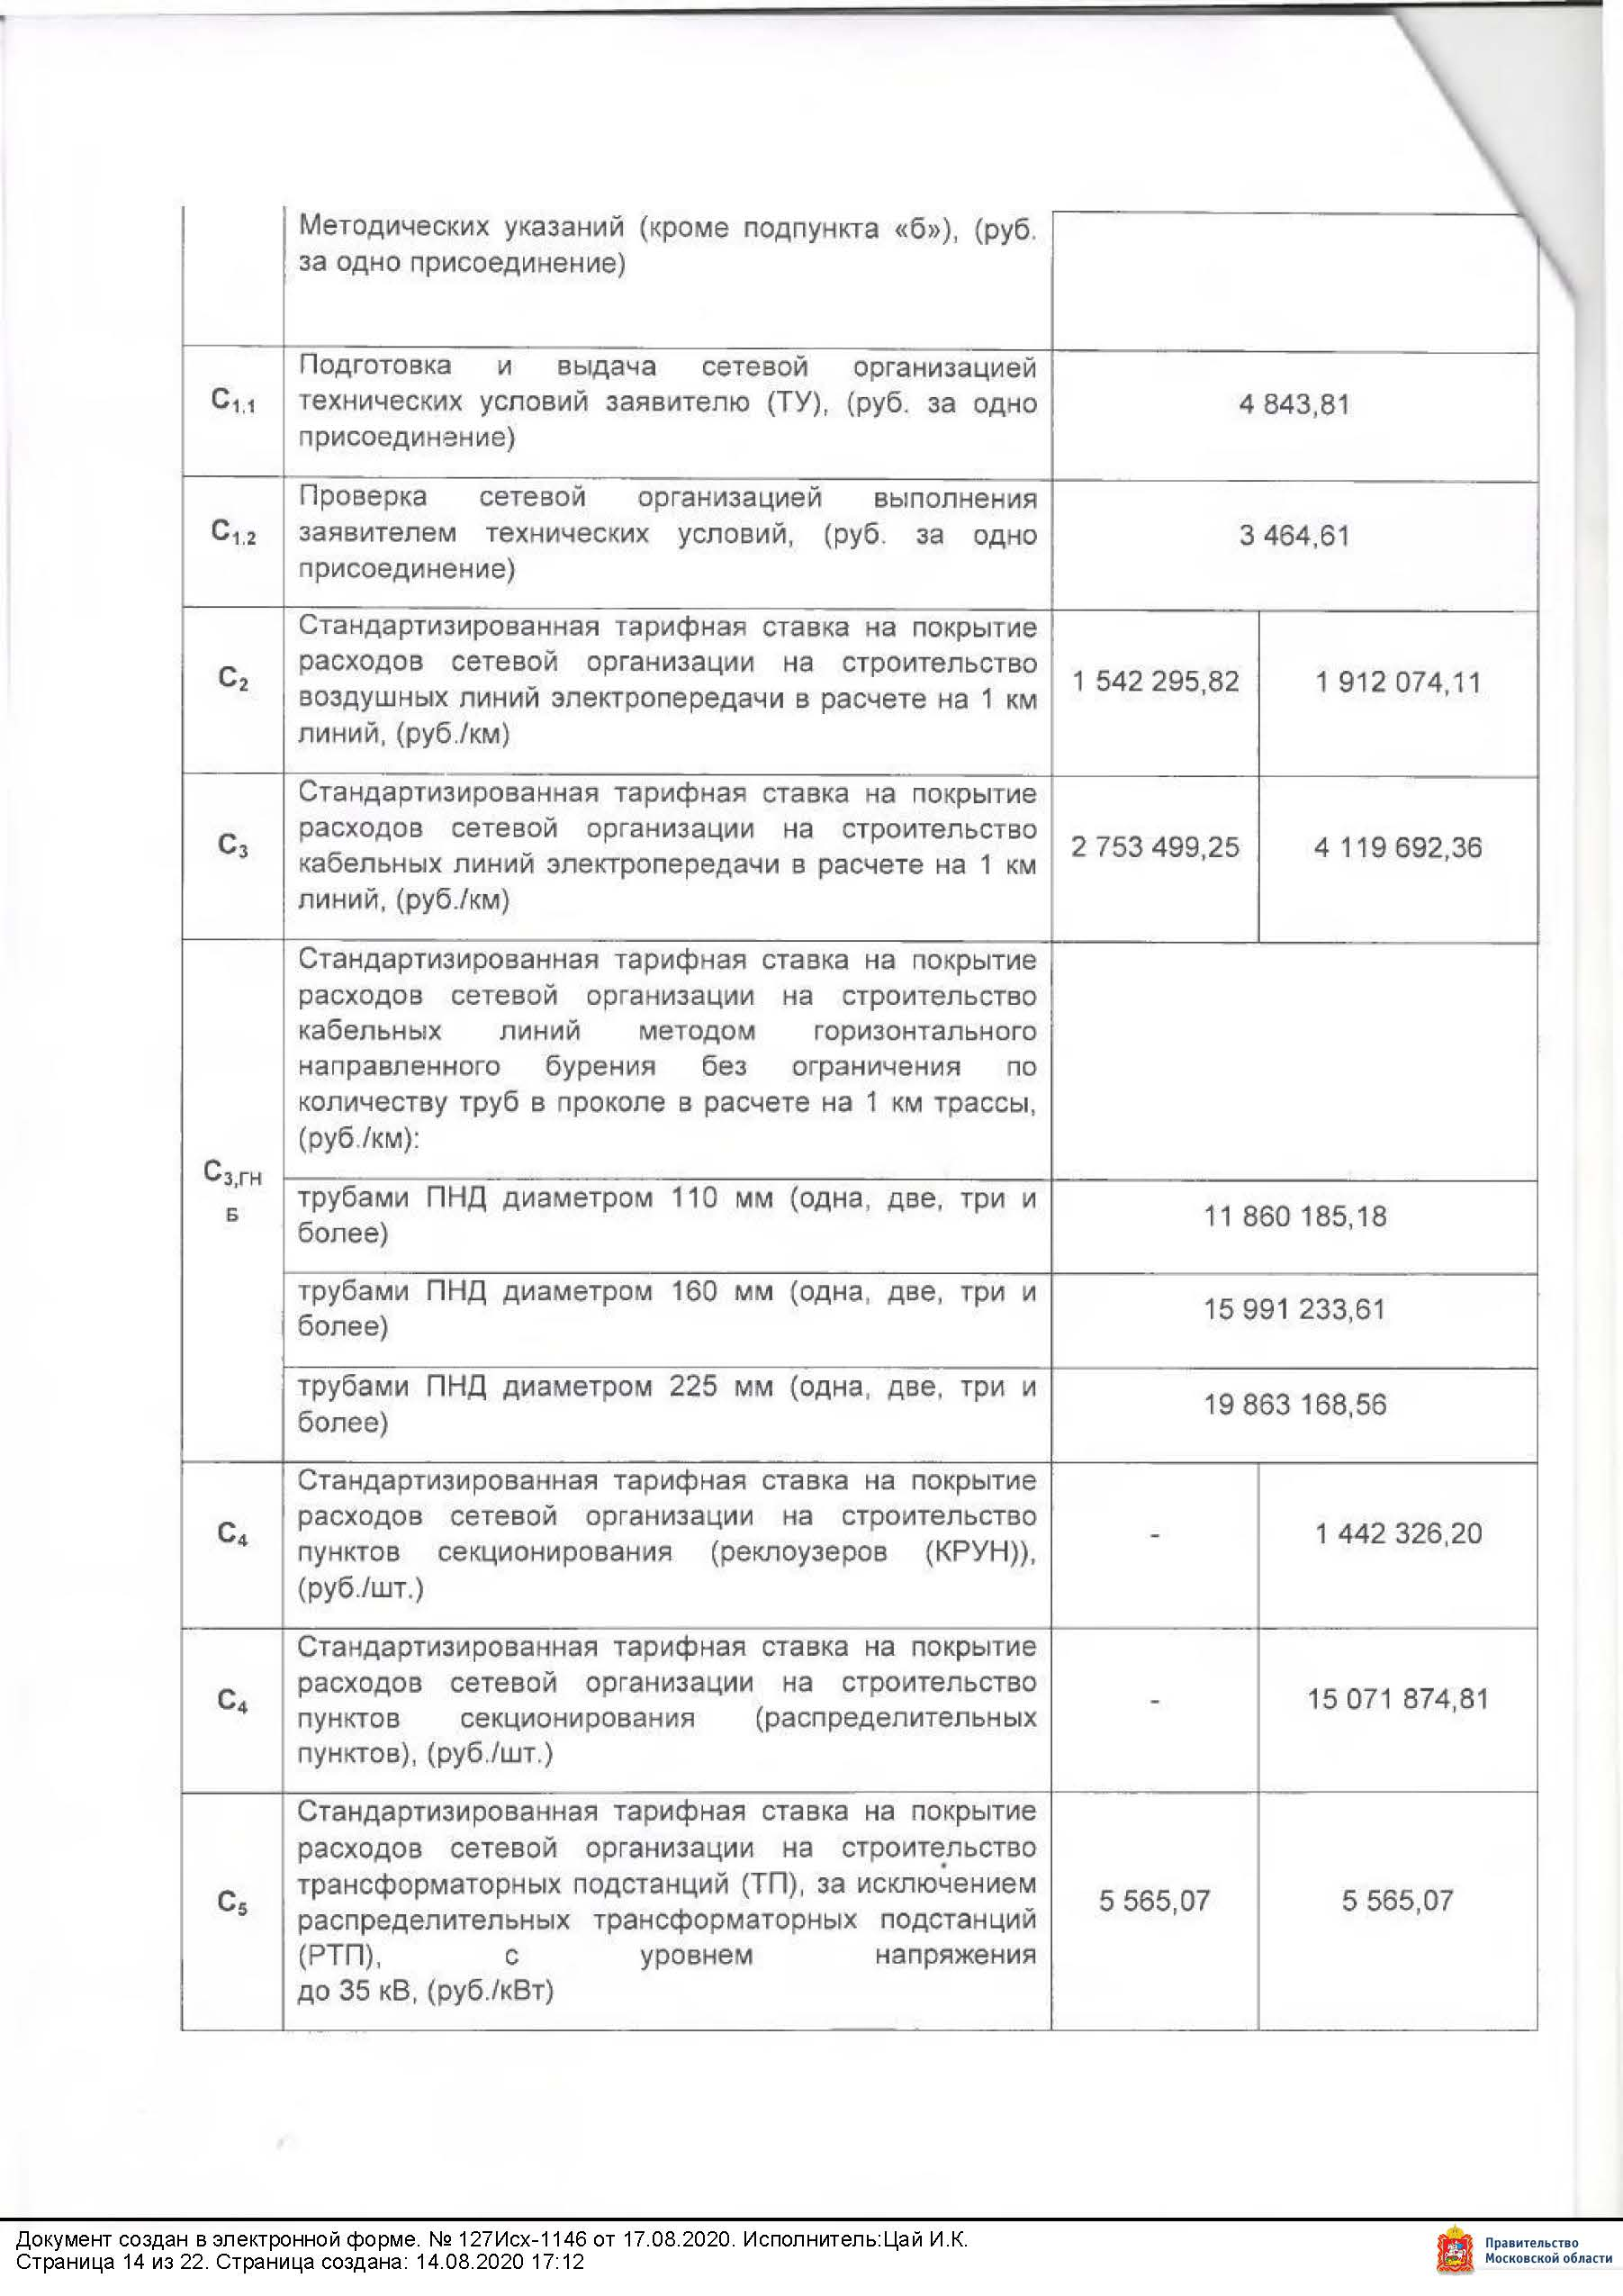 Методических указаний (кроме подпункта «б»), (руб.
за одно присоединение)
С1.1
Подготовка и выдача сетевой организацией
технических условий заявителю (ТУ), (руб. за одно
присоединение)
4 843,81
С1.2
Проверка сетевой организацией выполнения
заявителем технических условий, (руб. за одно
присоединение)
3 464,61
С2
Стандартизированная тарифная ставка на покрытие
расходов сетевой организации на строительство
воздушных линий электропередачи в расчете на 1 км
линий, (руб./км)
1 542 295,82
1 912 074,11
С3
Стандартизированная тарифная ставка на покрытие
расходов сетевой организации на строительство
кабельных линий электропередачи в расчете на 1 км
линий, (руб./км)
2 753 499,25
4 119 692,36
С3,ГН
Б
Стандартизированная тарифная ставка на покрытие
расходов сетевой организации на строительство
кабельных линий методом горизонтального
направленного бурения без ограничения по
количеству труб в проколе в расчете на 1 км трассы,
(руб./км):
трубами ПНД диаметром 110 мм (одна, две, три и
более)
11 860 185,18
трубами ПНД диаметром 160 мм (одна, две, три и
более)
15 991 233,61
трубами ПНД диаметром 225 мм (одна, две, три и
более)
19 863 168,56
С4
Стандартизированная тарифная ставка на покрытие
расходов сетевой организации на строительство
пунктов секционирования (реклоузеров (КРУН)),
(руб./шт.)
-
1 442 326,20
С4
Стандартизированная тарифная ставка на покрытие
расходов сетевой организации на строительство
пунктов секционирования (распределительных
пунктов), (руб./шт.)
-
15 071 874,81
С5
Стандартизированная тарифная ставка на покрытие
расходов сетевой организации на строительство
трансформаторных подстанций (ТП), за исключением
распределительных трансформаторных подстанций
(РТП), с уровнем напряжения
до 35 кВ, (руб./кВт)
5 565,07
5 565,07
Документ создан в электронной форме. № 127Исх-1146 от 17.08.2020. Исполнитель:Цай И.К.
Страница 14 из 22. Страница создана: 14.08.2020 17:12
Правительство
Московской области